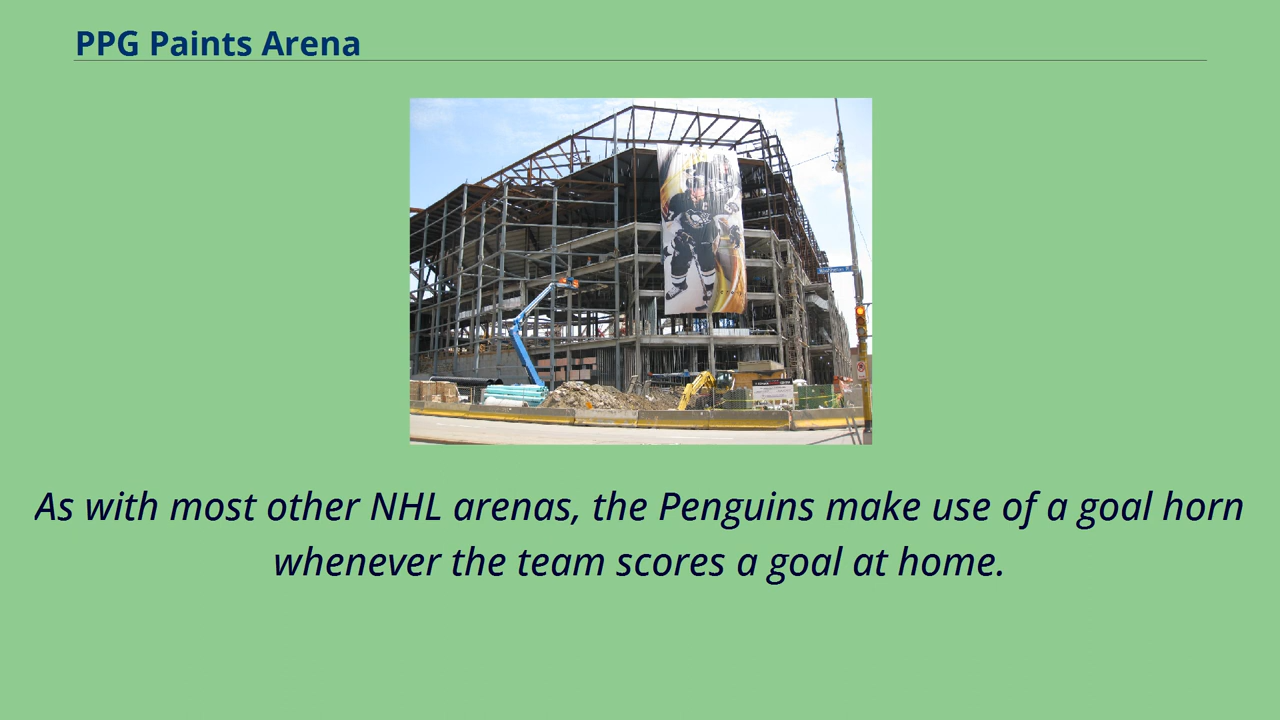 PPG Paints Arena
As with most other NHL arenas, the Penguins make use of a goal horn
whenever the team scores a goal at home.